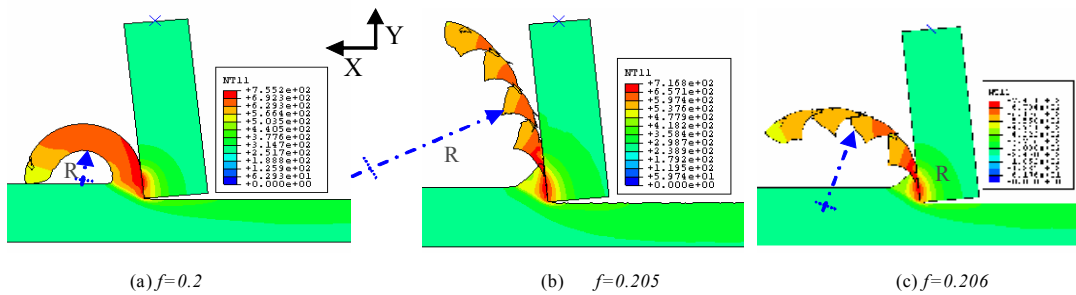 Y
X
NT11
+7.552e+02
+6.923e+02
+6.293e+02
+5.664e+02
+5.035e+02
+4.405e+02
+3.776e+02
+3.147e+02
+2.517e+02
+1.888e+02
+1.259e+02
+6.293e+01
+0.000e+00
R
NT11
+7.168e+02
+6.571e+02
+5.974e+02
+5.376e+02
+4.779e+02
+4.182e+02
+3.584e+02
+2.987e+02
+2.389e+02
+1.792e+02
+1.195e+02
+5.974e+01
+0.000e+00
R
R
(a) f=0.2
(b) f=0.205
(c) f=0.206